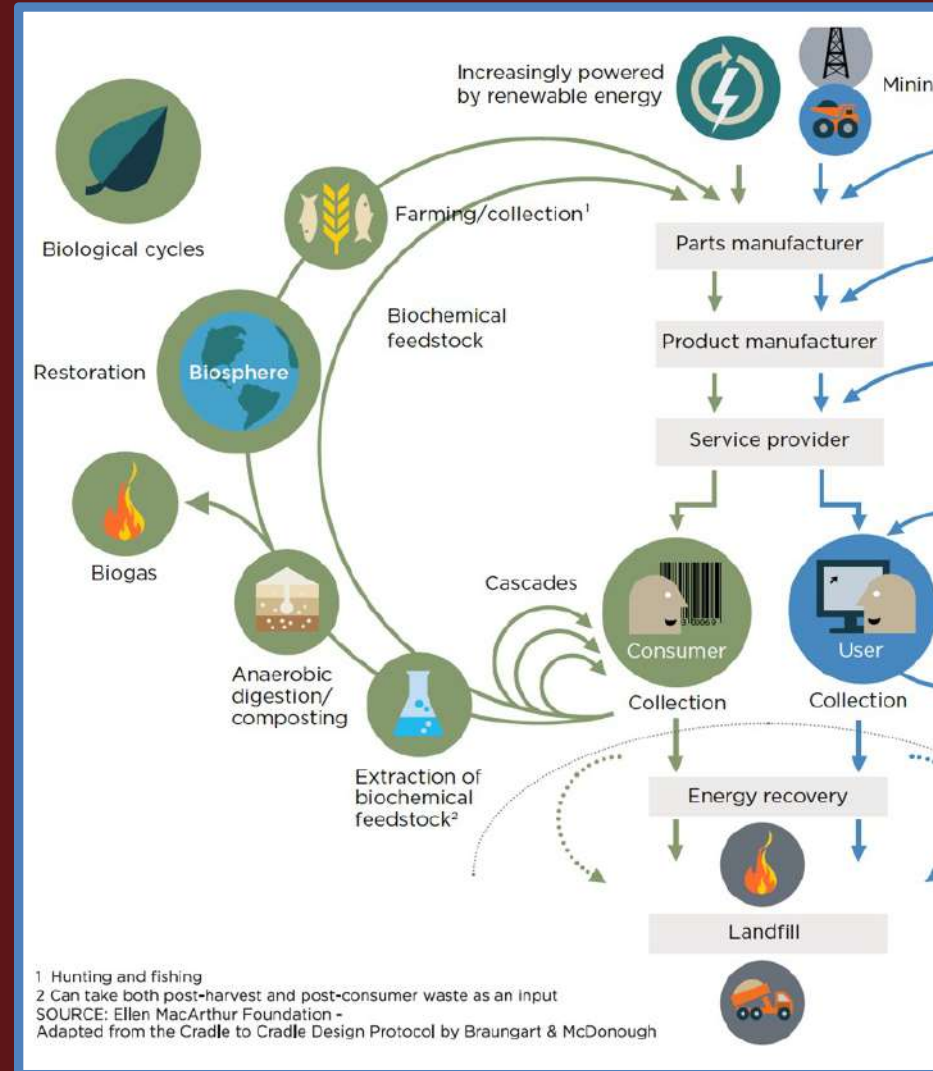 Increasingly powered
by renewable energy
Minin
Farming/collection¹
Biological cycles
Parts manufacturer
Biochemical
feedstock
Product manufacturer
Restoration
Biosphere
Service provider
Biogas
Cascades
Consumer
User
Anaerobic
digestion/
composting
Collection
Collection
Extraction of
biochemical
feedstock²
Energy recovery
Landfill
1 Hunting and fishing
2 Can take both post-harvest and post-consumer waste as an input
SOURCE: Ellen MacArthur Foundation –
Adapted from the Cradle to Cradle Design Protocol by Braungart & McDonough